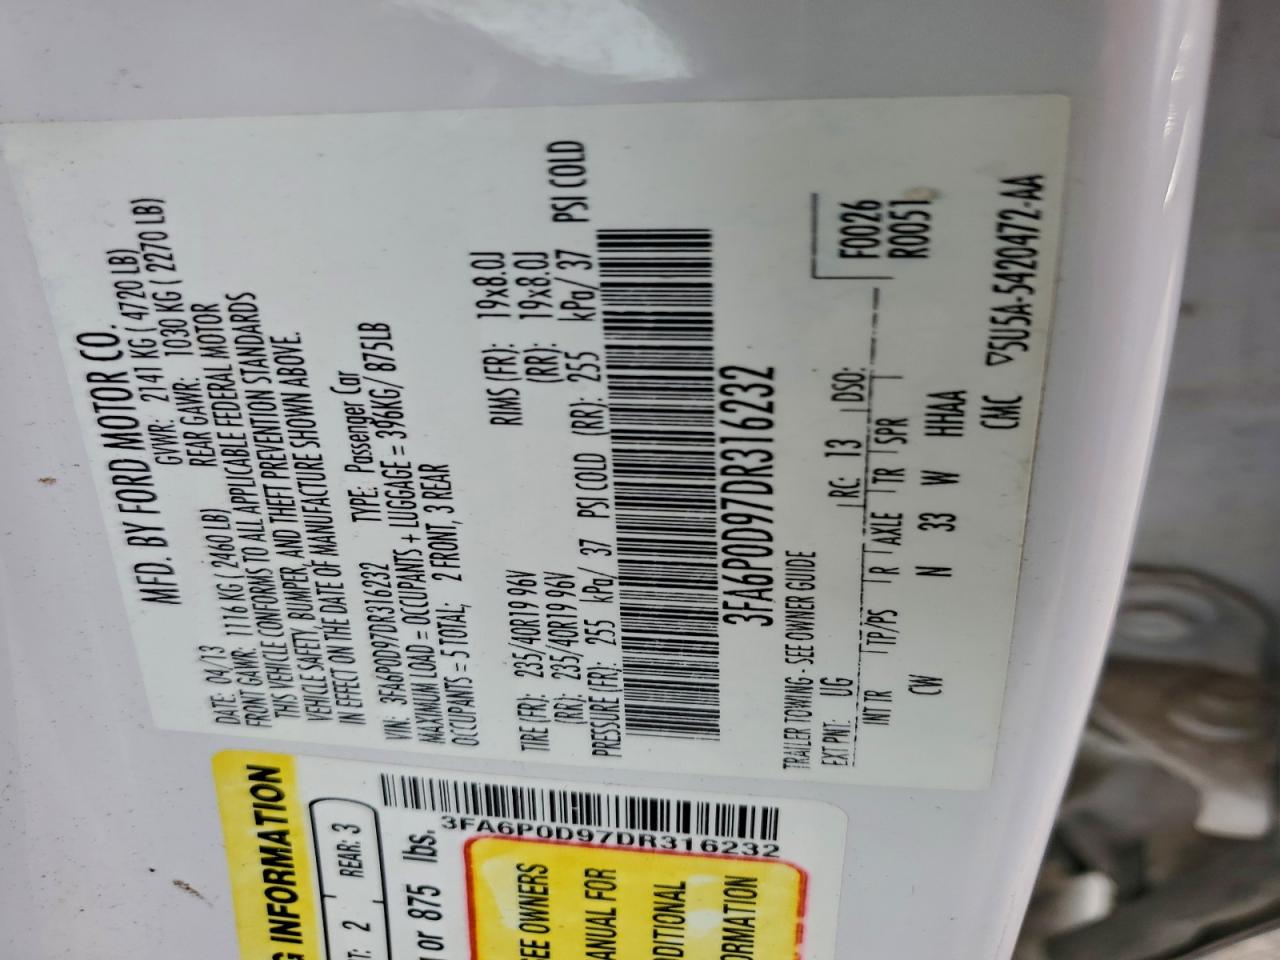 MFD. BY FORD MOTOR CO.
DATE: 04/13 GVWR: 2141 KG ( 4720 LB)
FRONT GAWR: 1116 KG ( 2460 LB) REAR GAWR: 1030 KG ( 2270 LB)
THIS VEHICLE CONFORMS TO ALL APPLICABLE FEDERAL MOTOR
VEHICLE SAFETY, BUMPER, AND THEFT PREVENTION STANDARDS
IN EFFECT ON THE DATE OF MANUFACTURE SHOWN ABOVE.
VIN: 3FA6P0D97DR316232 TYPE: Passenger Car
MAXIMUM LOAD = OCCUPANTS + LUGGAGE = 396KG/ 875LB
OCCUPANTS = 5 TOTAL, 2 FRONT, 3 REAR
TIRE (FR): 235/40R19 96V RIMS (FR): 19x8.0J
(RR): 235/40R19 96V (RR): 19x8.0J
PRESSURE (FR): 255 kPa/ 37 PSI COLD (RR): 255 kPa/ 37 PSI COLD
3FA6P0D97DR316232
TRAILER TOWING - SEE OWNER GUIDE
EXT PNT: UG RC: 13 DSO: F0026
INT TR TP/PS R AXLE TR SPR R0051
CW N 33 W HHAA
CMC 5U5A-5420472-AA
G INFORMATION
2 REAR: 3
or 875 lbs.
3FA6P0D97DR316232
SEE OWNERS
MANUAL FOR